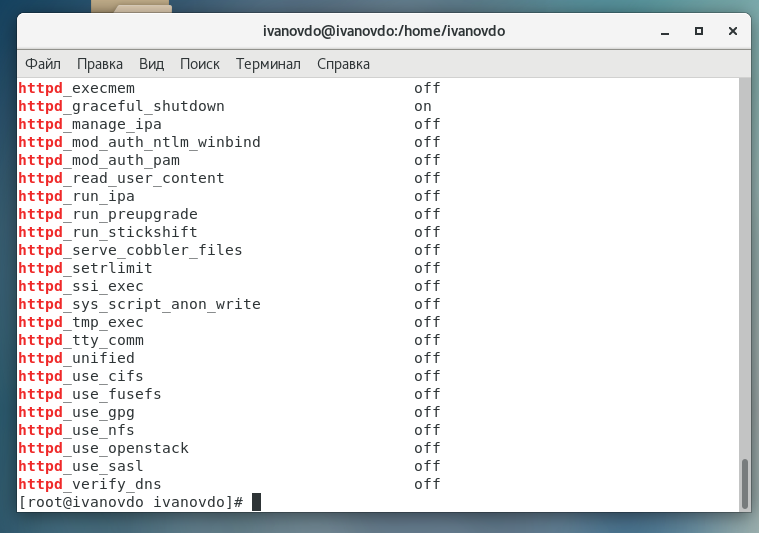 ivanovdo@ivanovdo:/home/ivanovdo
Файл Правка Вид Поиск Терминал Справка
httpd_execmem off
httpd_graceful_shutdown on
httpd_manage_ipa off
httpd_mod_auth_ntlm_winbind off
httpd_mod_auth_pam off
httpd_read_user_content off
httpd_run_ipa off
httpd_run_preupgrade off
httpd_run_stickshift off
httpd_serve_cobbler_files off
httpd_setrlimit off
httpd_ssi_exec off
httpd_sys_script_anon_write off
httpd_tmp_exec off
httpd_tty_comm off
httpd_unified off
httpd_use_cifs off
httpd_use_fusefs off
httpd_use_gpg off
httpd_use_nfs off
httpd_use_openstack off
httpd_use_sasl off
httpd_verify_dns off
[root@ivanovdo ivanovdo]#